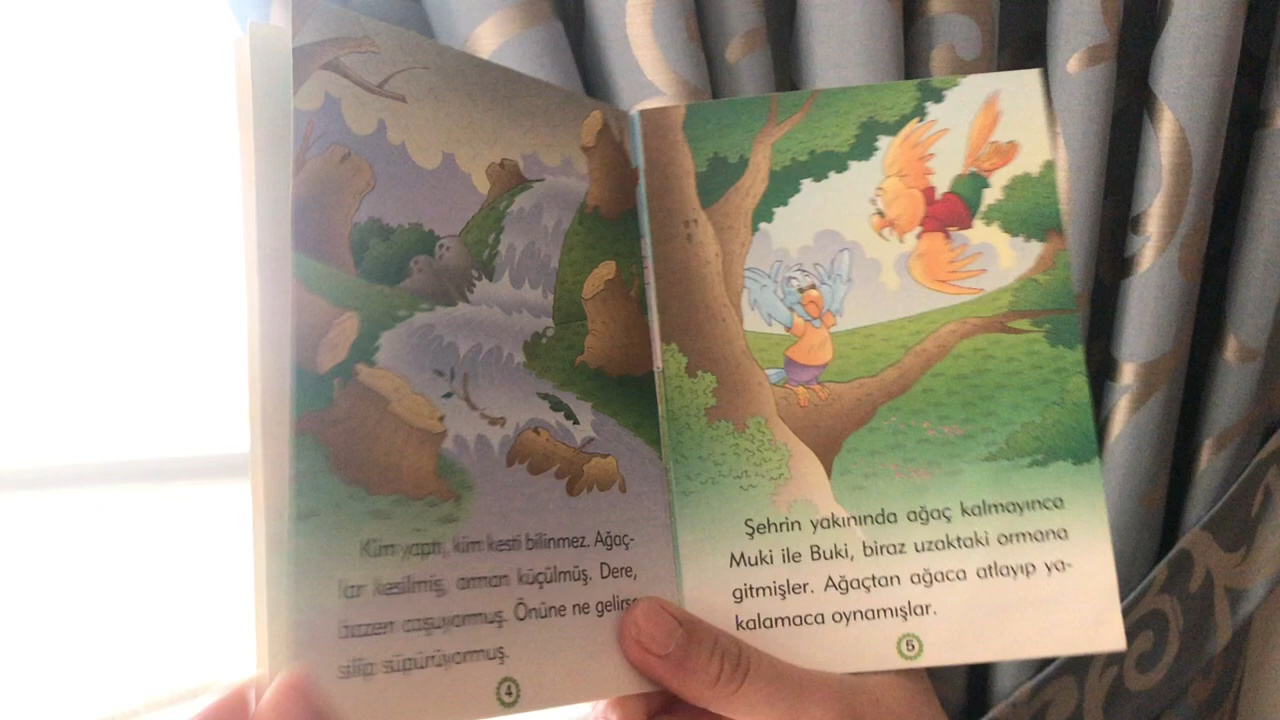 Kim yaptı, kim kesti bilinmez. Ağaç-
lar kesilmiş, orman küçülmüş. Dere,
bazen coşuyormuş. Önüne ne gelirse
silip süpürüyormuş.
4
Şehrin yakınında ağaç kalmayınca
Muki ile Buki, biraz uzaktaki ormana
gitmişler. Ağaçtan ağaca atlayıp ya-
kalamaca oynamışlar.
5